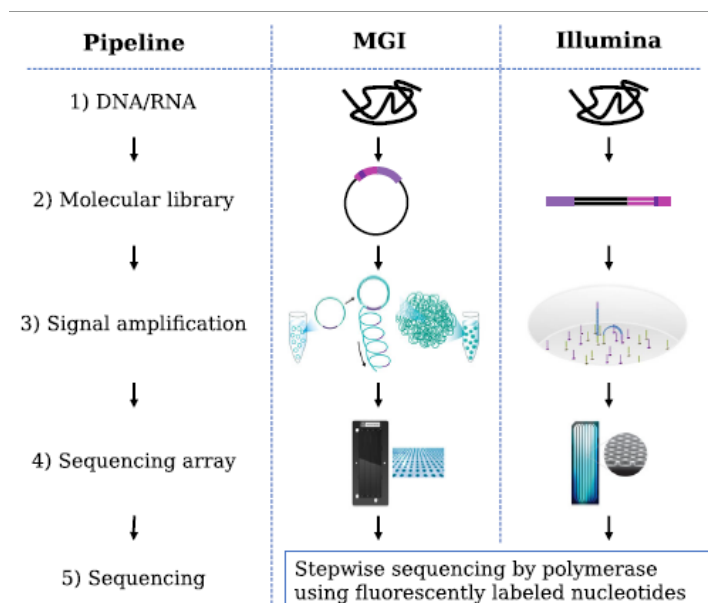 Pipeline MGI Illumina
1) DNA/RNA
2) Molecular library
3) Signal amplification
4) Sequencing array
5) Sequencing
Stepwise sequencing by polymerase
using fluorescently labeled nucleotides